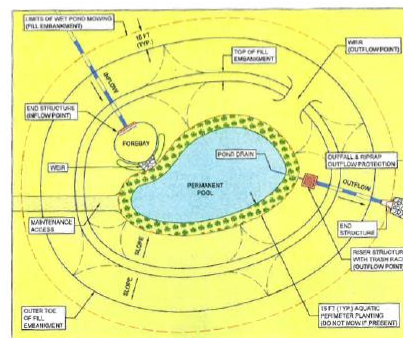 LIMITS OF WET POND MOWING
(FILL EMBANKMENT)
15 FT
(TYP.)
INFLOW
TOP OF FILL
EMBANKMENT
WEIR
(OUTFLOW POINT)
END STRUCTURE
(INFLOW POINT)
FOREBAY
WEIR
POND DRAIN
OUTFALL & RIPRAP
OUTFLOW PROTECTION
PERMANENT
POOL
OUTFLOW
MAINTENANCE
ACCESS
END
STRUCTURE
SLOPE
SLOPE
RISER STRUCTURE
WITH TRASH RACK
(OUTFLOW POINT)
OUTER TOE
OF FILL
EMBANKMENT
15 FT (TYP.) AQUATIC
PERIMETER PLANTING
(DO NOT MOW IF PRESENT)